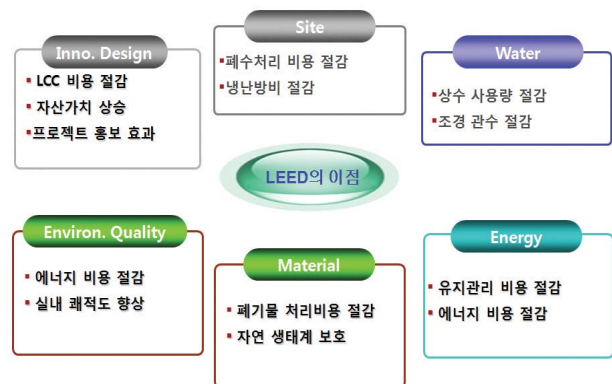 Inno. Design
LCC 비용 절감
자산가치 상승
프로젝트 홍보 효과
Site
폐수처리 비용 절감
냉난방비 절감
Water
상수 사용량 절감
조경 관수 절감
LEED의 이점
Environ. Quality
에너지 비용 절감
실내 쾌적도 향상
Material
폐기물 처리비용 절감
자연 생태계 보호
Energy
유지관리 비용 절감
에너지 비용 절감